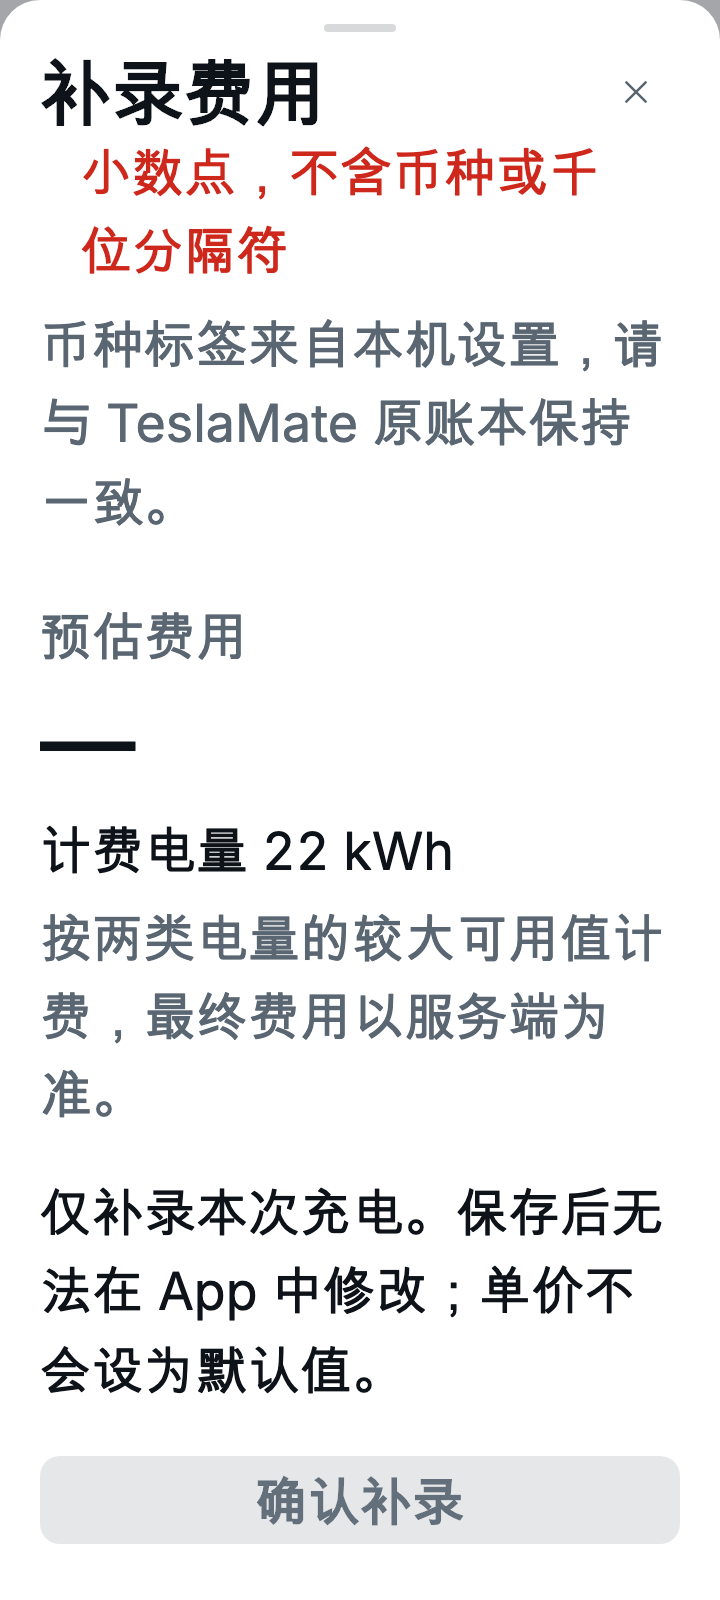 补录费用
小数点，不含币种或千
位分隔符
币种标签来自本机设置，请
与 TeslaMate 原账本保持
一致。
预估费用
—
计费电量 22 kWh
按两类电量的较大可用值计
费，最终费用以服务端为
准。
仅补录本次充电。保存后无
法在 App 中修改；单价不
会设为默认值。
确认补录